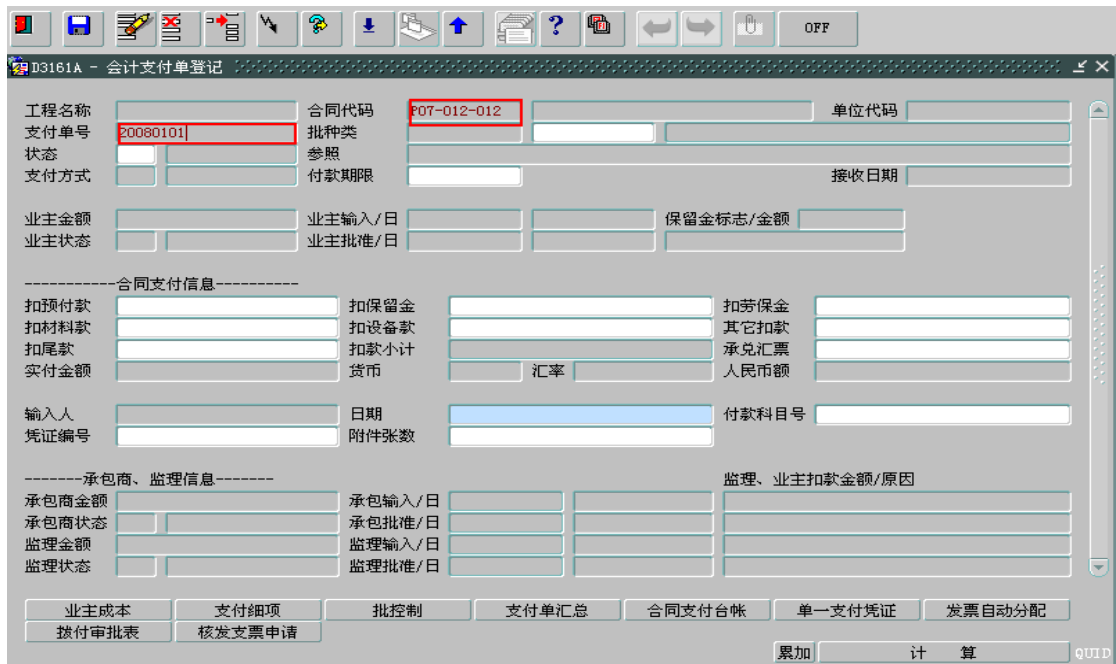 OFF
D3161A - 会计支付单登记
工程名称 合同代码 P07-012-012 单位代码
支付单号 20080101 批种类
状态 参照
支付方式 付款期限 接收日期
业主金额 业主输入/日 保留金标志/金额
业主状态 业主批准/日
-----------合同支付信息----------
扣预付款 扣保留金 扣劳保金
扣材料款 扣设备款 其它扣款
扣尾款 扣款小计 承兑汇票
实付金额 货币 汇率 人民币额
输入人 日期 付款科目号
凭证编号 附件张数
-------承包商、监理信息------- 监理、业主扣款金额/原因
承包商金额 承包输入/日
承包商状态 承包批准/日
监理金额 监理输入/日
监理状态 监理批准/日
业主成本 支付细项 批控制 支付单汇总 合同支付台帐 单一支付凭证 发票自动分配
拨付审批表 核发支票申请
累加 计 算 QUID